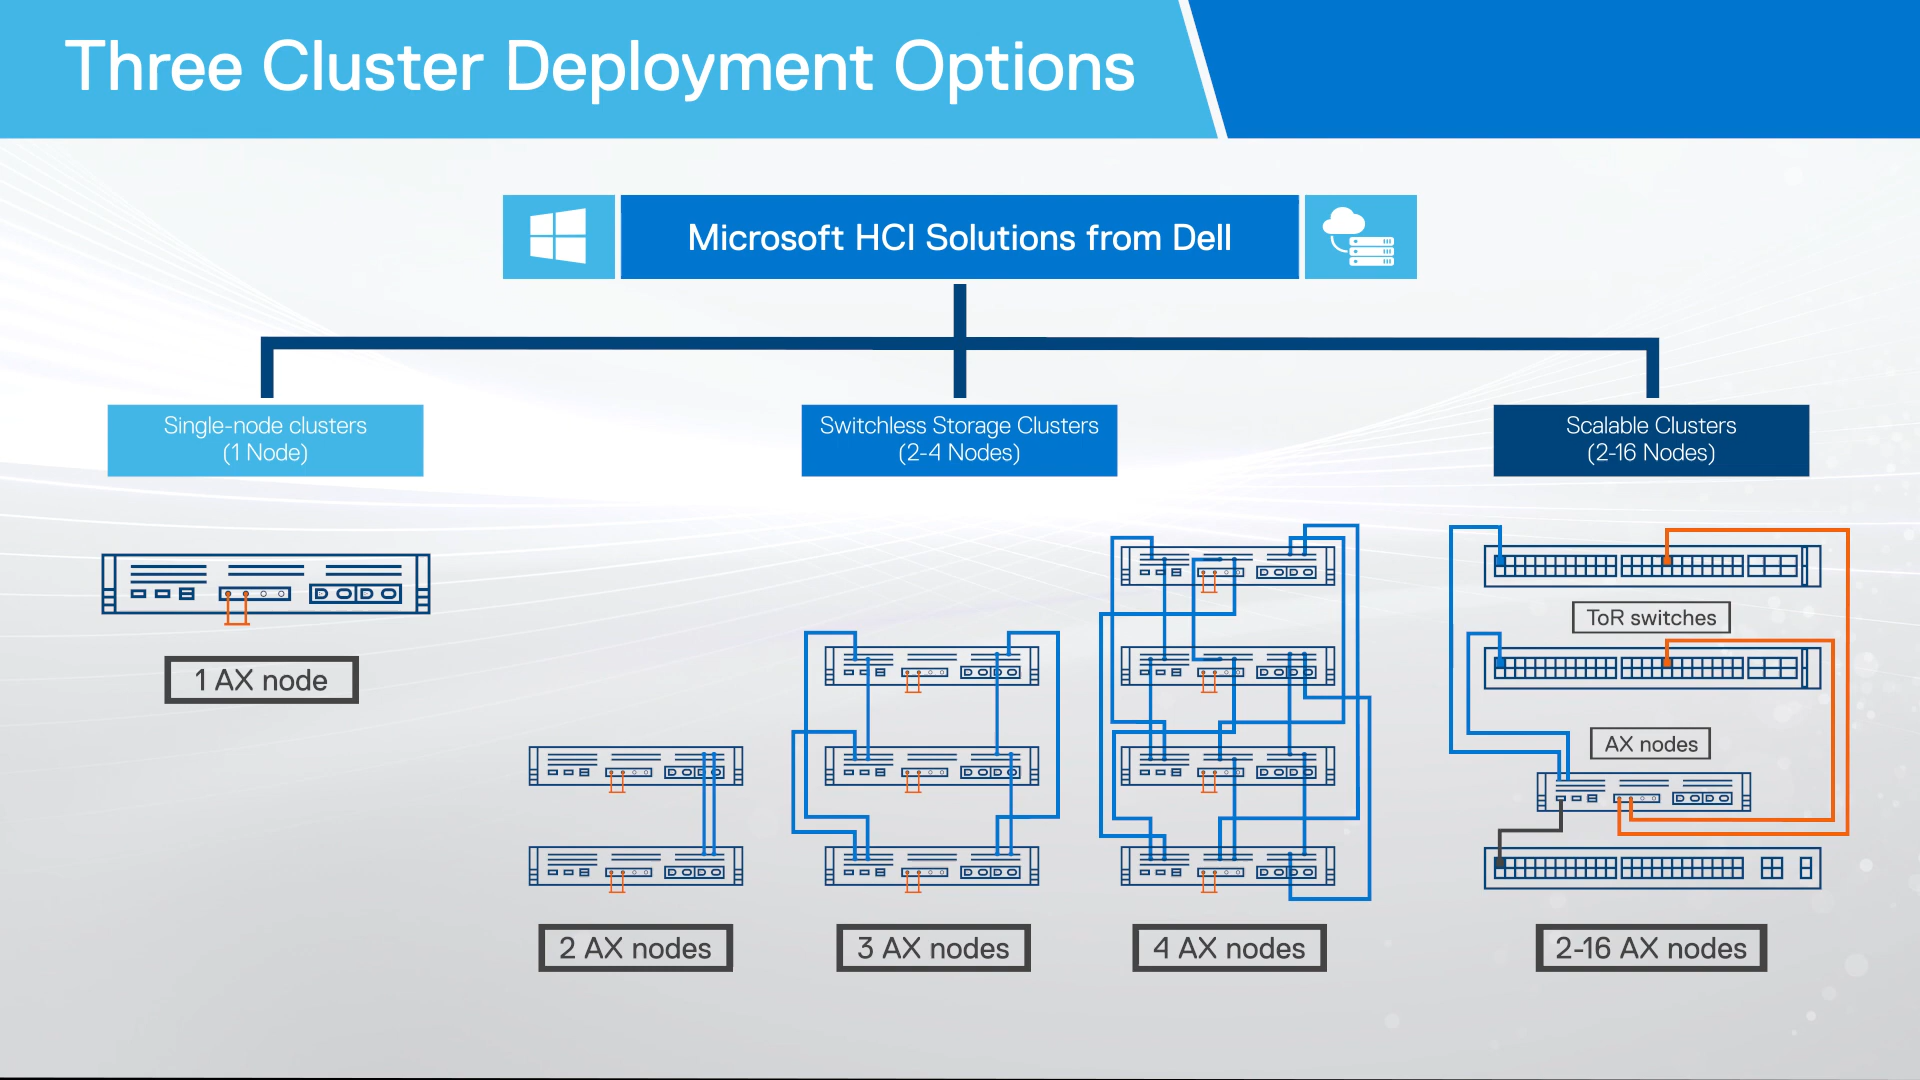 Three Cluster Deployment Options
Microsoft HCI Solutions from Dell
Single-node clusters
(1 Node)
Switchless Storage Clusters
(2-4 Nodes)
Scalable Clusters
(2-16 Nodes)
ToR switches
1 AX node
AX nodes
2 AX nodes
3 AX nodes
4 AX nodes
2-16 AX nodes